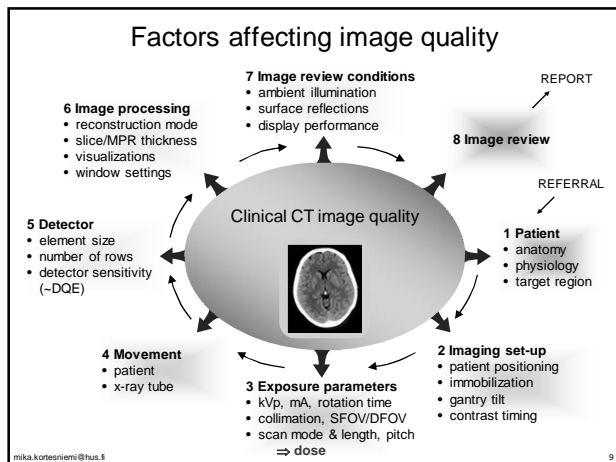 Factors affecting image quality
7 Image review conditions
• ambient illumination
• surface reflections
• display performance
REPORT
8 Image review
REFERRAL
1 Patient
• anatomy
• physiology
• target region
2 Imaging set-up
• patient positioning
• immobilization
• gantry tilt
• contrast timing
3 Exposure parameters
• kVp, mA, rotation time
• collimation, SFOV/DFOV
• scan mode & length, pitch
⇒ dose
4 Movement
• patient
• x-ray tube
5 Detector
• element size
• number of rows
• detector sensitivity
(~DQE)
6 Image processing
• reconstruction mode
• slice/MPR thickness
• visualizations
• window settings
Clinical CT image quality
mika.kortesniemi@hus.fi
9